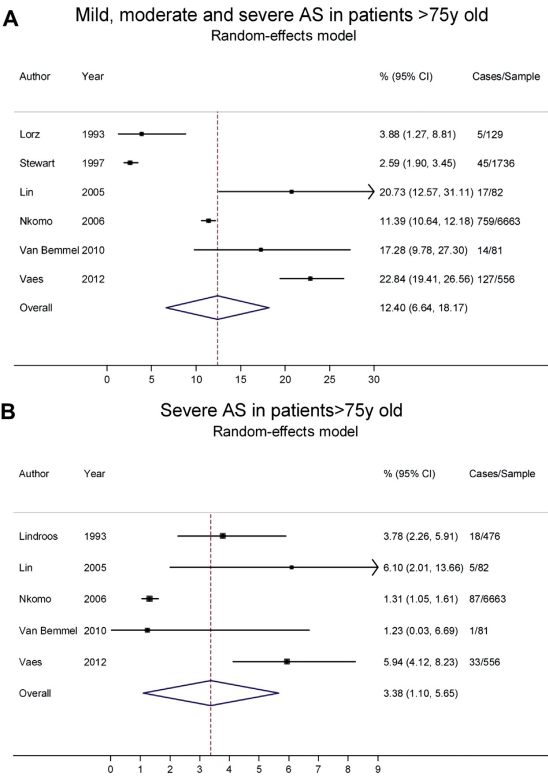 A
Mild, moderate and severe AS in patients >75y old
Random-effects model
Author Year % (95% CI) Cases/Sample
Lorz 1993 3.88 (1.27, 8.81) 5/129
Stewart 1997 2.59 (1.90, 3.45) 45/1736
Lin 2005 20.73 (12.57, 31.11) 17/82
Nkomo 2006 11.39 (10.64, 12.18) 759/6663
Van Bemmel 2010 17.28 (9.78, 27.30) 14/81
Vaes 2012 22.84 (19.41, 26.56) 127/556
Overall 12.40 (6.64, 18.17)
0 5 10 15 20 25 30
B
Severe AS in patients>75y old
Random-effects model
Author Year % (95% CI) Cases/Sample
Lindroos 1993 3.78 (2.26, 5.91) 18/476
Lin 2005 6.10 (2.01, 13.66) 5/82
Nkomo 2006 1.31 (1.05, 1.61) 87/6663
Van Bemmel 2010 1.23 (0.03, 6.69) 1/81
Vaes 2012 5.94 (4.12, 8.23) 33/556
Overall 3.38 (1.10, 5.65)
0 1 2 3 4 5 6 7 8 9